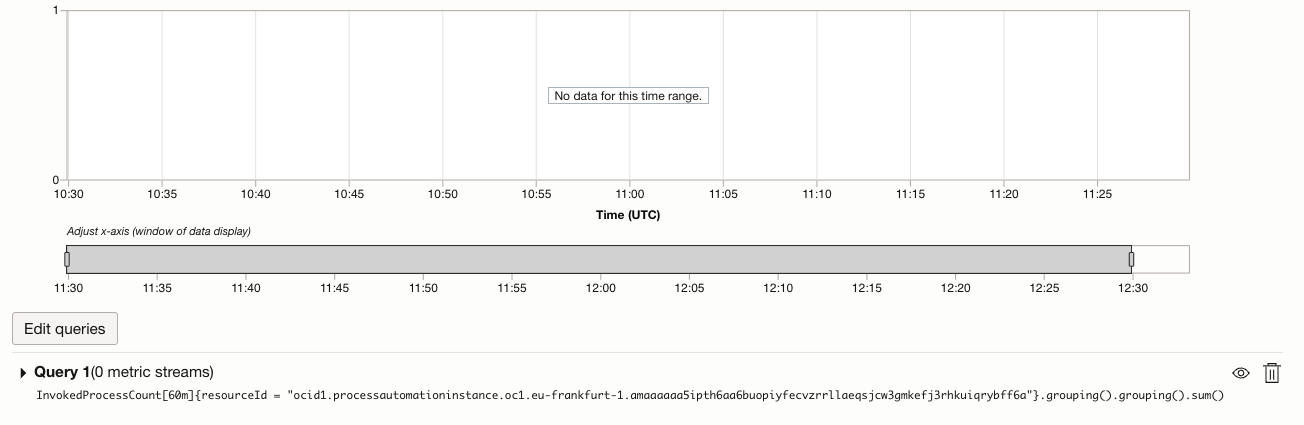 1
No data for this time range.
0
10:30 10:35 10:40 10:45 10:50 10:55 11:00 11:05 11:10 11:15 11:20 11:25
Time (UTC)
Adjust x-axis (window of data display)
11:30 11:35 11:40 11:45 11:50 11:55 12:00 12:05 12:10 12:15 12:20 12:25 12:30
Edit queries
Query 1(0 metric streams)
InvokedProcessCount[60m]{resourceId = "ocid1.processautomationinstance.oc1.eu-frankfurt-1.amaaaaaa5ipth6aa6buopiyfecvzrrllaeqsjcw3gmkefj3rhkuiqrybff6a"}.grouping().grouping().sum()